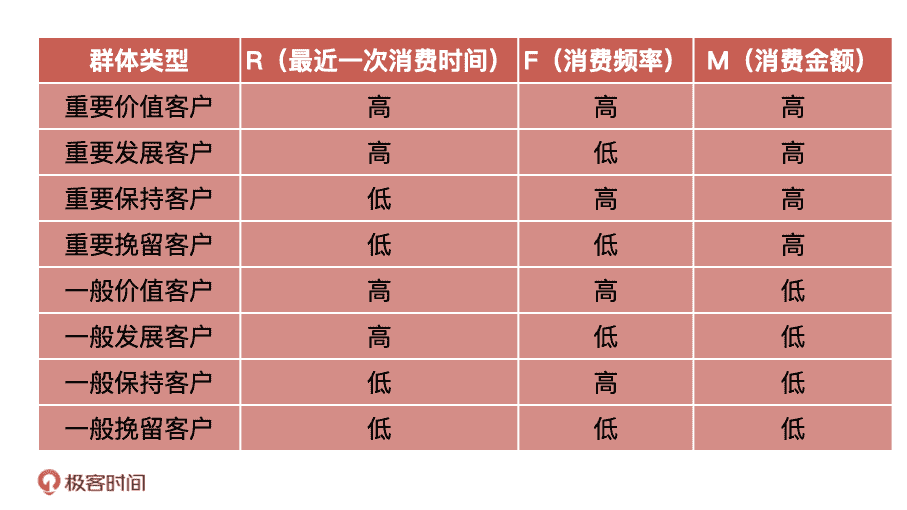 群体类型 R（最近一次消费时间） F（消费频率） M（消费金额）
重要价值客户 高 高 高
重要发展客户 高 低 高
重要保持客户 低 高 高
重要挽留客户 低 低 高
一般价值客户 高 高 低
一般发展客户 高 低 低
一般保持客户 低 高 低
一般挽留客户 低 低 低
极客时间